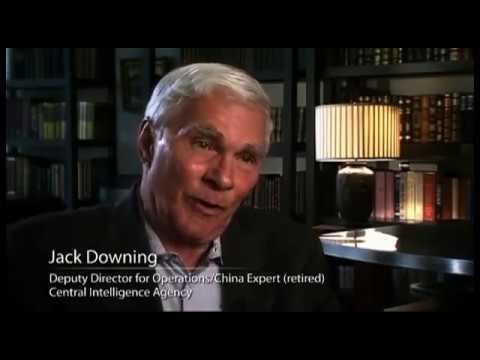 Jack Downing
Deputy Director for Operations/China Expert (retired)
Central Intelligence Agency